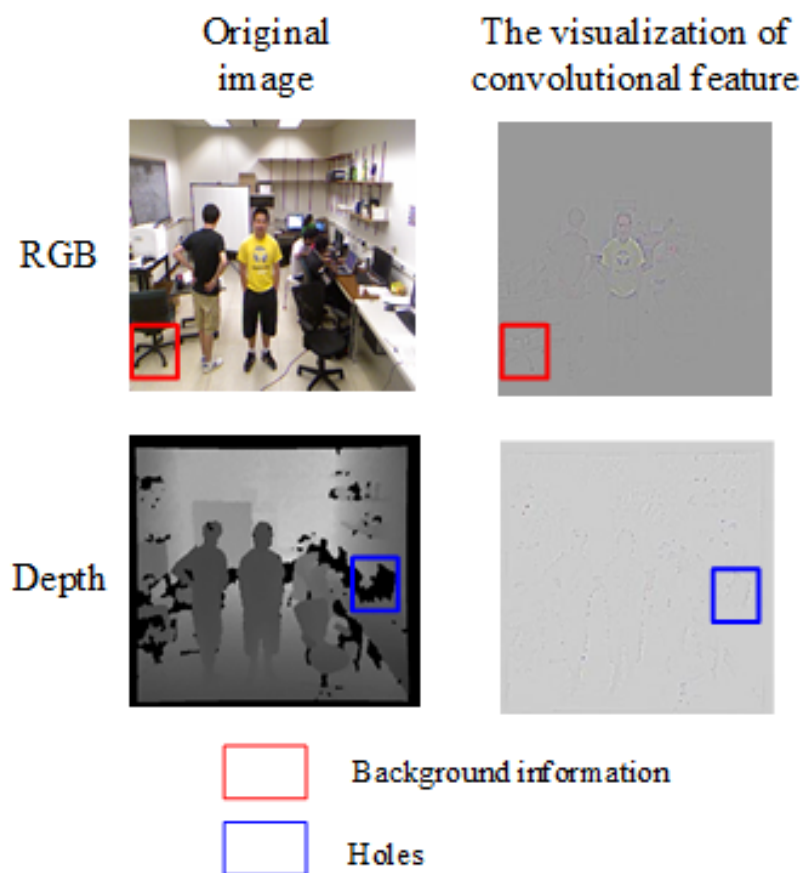 Original
image
The visualization of
convolutional feature
RGB
Depth
Background information
Holes